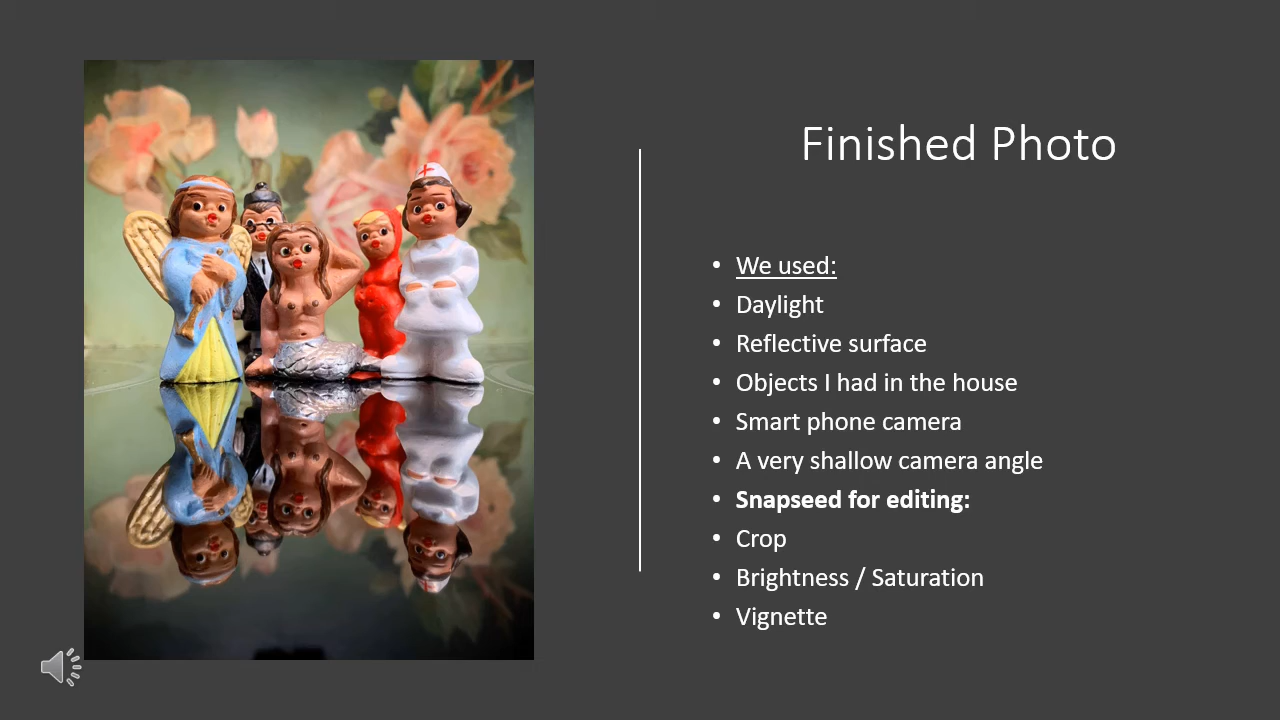 Finished Photo
• We used:
• Daylight
• Reflective surface
• Objects I had in the house
• Smart phone camera
• A very shallow camera angle
• Snapseed for editing:
• Crop
• Brightness / Saturation
• Vignette